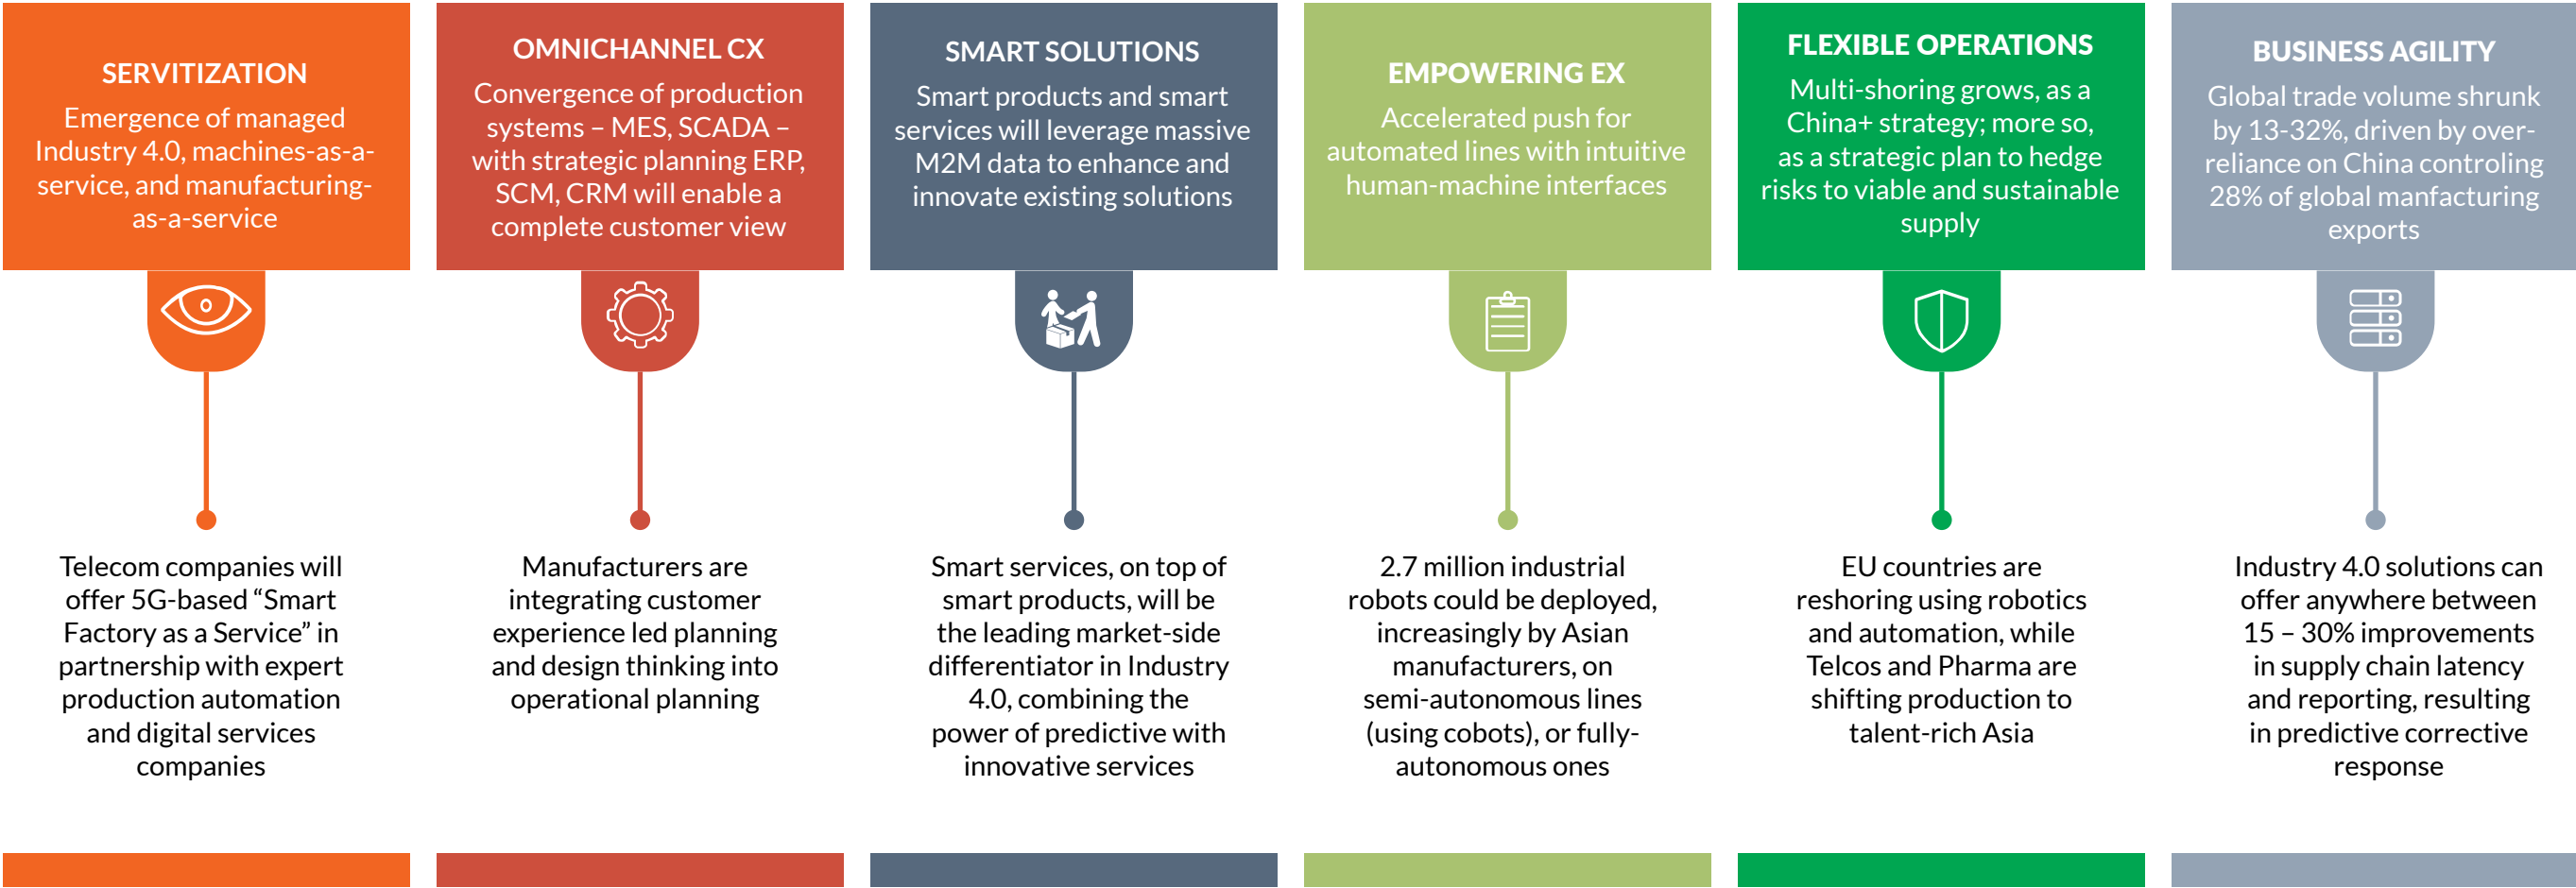 SERVITIZATION
Emergence of managed
Industry 4.0, machines-as-a-
service, and manufacturing-
as-a-service
Telecom companies will
offer 5G-based “Smart
Factory as a Service” in
partnership with expert
production automation
and digital services
companies
OMNICHANNEL CX
Convergence of production
systems – MES, SCADA –
with strategic planning ERP,
SCM, CRM will enable a
complete customer view
Manufacturers are
integrating customer
experience led planning
and design thinking into
operational planning
SMART SOLUTIONS
Smart products and smart
services will leverage massive
M2M data to enhance and
innovate existing solutions
Smart services, on top of
smart products, will be
the leading market-side
differentiator in Industry
4.0, combining the
power of predictive with
innovative services
EMPOWERING EX
Accelerated push for
automated lines with intuitive
human-machine interfaces
2.7 million industrial
robots could be deployed,
increasingly by Asian
manufacturers, on
semi-autonomous lines
(using cobots), or fully-
autonomous ones
FLEXIBLE OPERATIONS
Multi-shoring grows, as a
China+ strategy; more so,
as a strategic plan to hedge
risks to viable and sustainable
supply
EU countries are
reshoring using robotics
and automation, while
Telcos and Pharma are
shifting production to
talent-rich Asia
BUSINESS AGILITY
Global trade volume shrunk
by 13-32%, driven by over-
reliance on China controling
28% of global manfacturing
exports
Industry 4.0 solutions can
offer anywhere between
15 – 30% improvements
in supply chain latency
and reporting, resulting
in predictive corrective
response